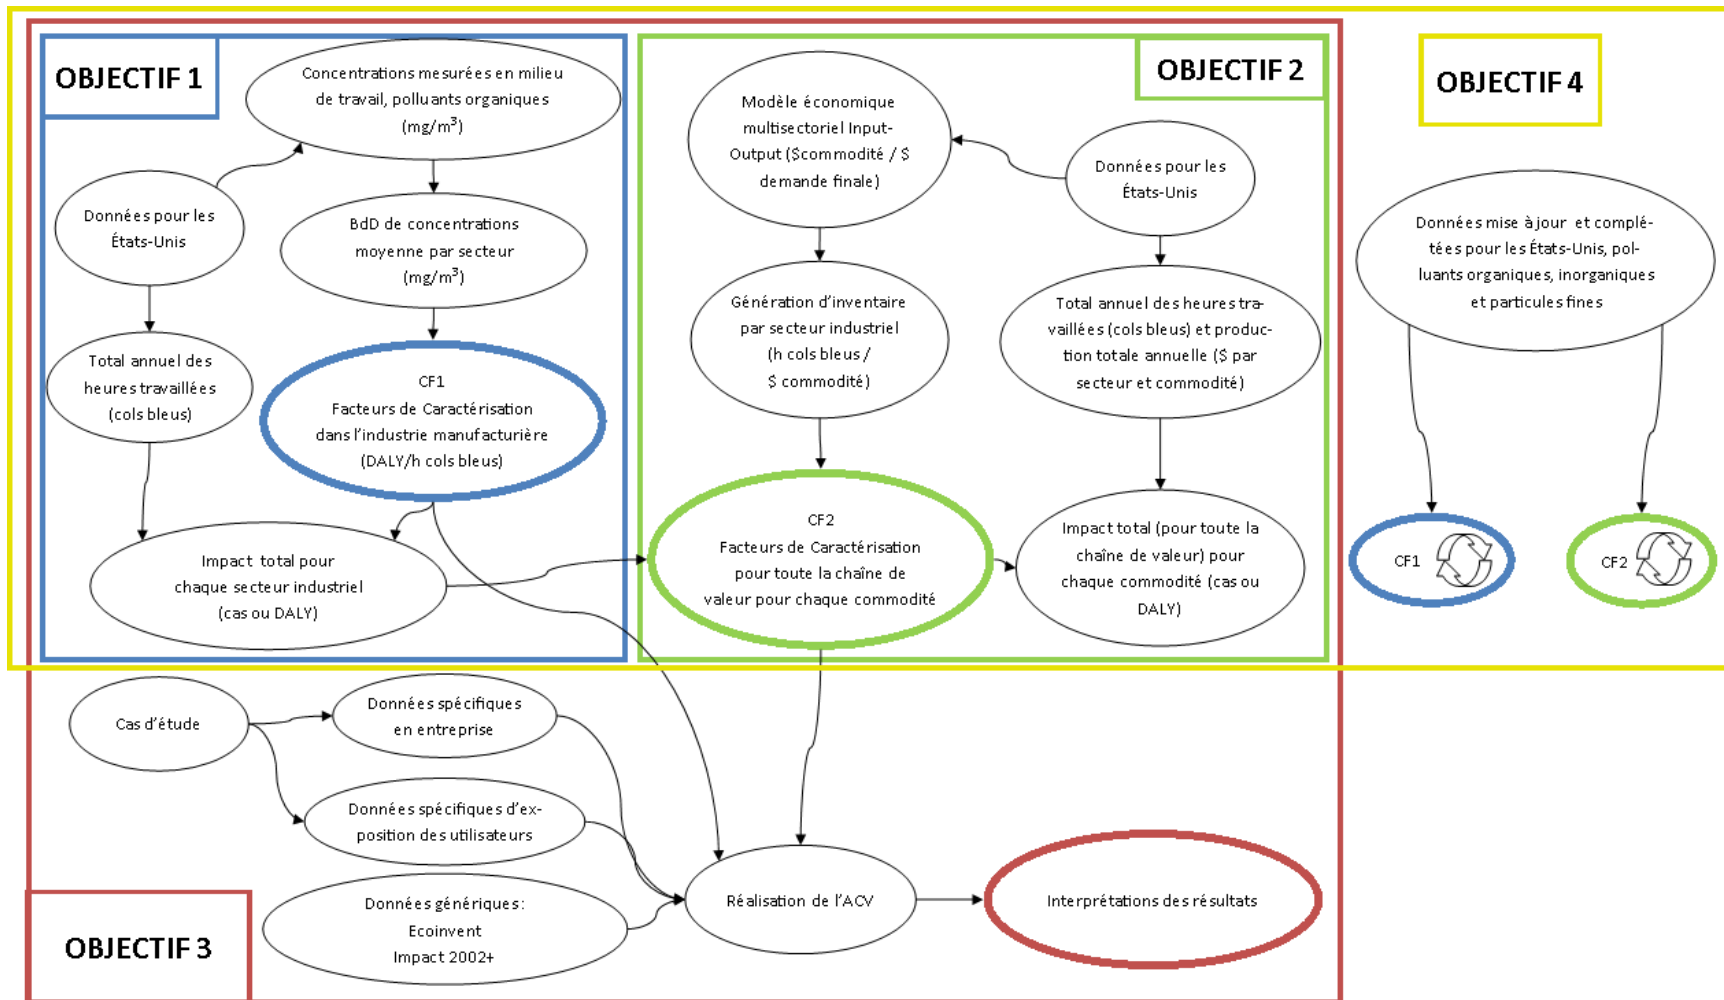 OBJECTIF 1
Concentrations mesurées en milieu
de travail, polluants organiques
(mg/m³)
Données pour les
États-Unis
BdD de concentrations
moyenne par secteur
(mg/m³)
Total annuel des
heures travaillées
(cols bleus)
CF1
Facteurs de Caractérisation
dans l'industrie manufacturière
(DALY/h cols bleus)
Impact total pour
chaque secteur industriel
(cas ou DALY)
OBJECTIF 2
Modèle économique
multisectoriel Input-
Output ($commodité / $
demande finale)
Données pour les
États-Unis
Génération d'inventaire
par secteur industriel
(h cols bleus /
$ commodité)
Total annuel des heures tra-
vaillées (cols bleus) et produc-
tion totale annuelle ($ par
secteur et commodité)
CF2
Facteurs de Caractérisation
pour toute la chaîne de
valeur pour chaque commodité
Impact total (pour toute la
chaîne de valeur) pour
chaque commodité (cas ou
DALY)
OBJECTIF 4
Données mise à jour et complé-
tées pour les États-Unis, pol-
luants organiques, inorganiques
et particules fines
CF1
CF2
Cas d'étude
Données spécifiques
en entreprise
Données spécifiques d'ex-
position des utilisateurs
Données génériques :
Ecoinvent
Impact 2002+
Réalisation de l'ACV
Interprétations des résultats
OBJECTIF 3